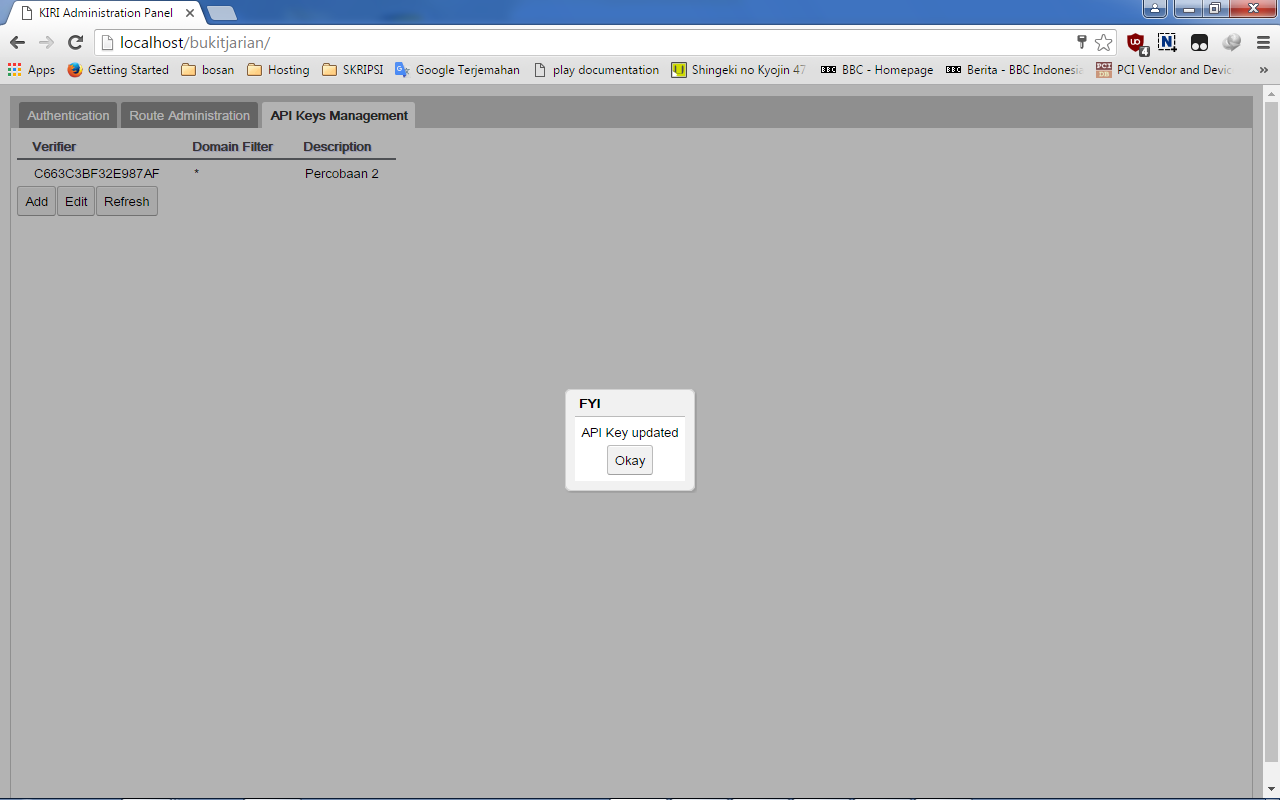 KIRI Administration Panel
localhost/bukitjarian/
4
Apps Getting Started bosan Hosting SKRIPSI Google Terjemahan play documentation Shingeki no Kyojin 47 BBC - Homepage Berita - BBC Indonesia PCI Vendor and Devic
Authentication Route Administration API Keys Management
Verifier Domain Filter Description
C663C3BF32E987AF * Percobaan 2
Add Edit Refresh
FYI
API Key updated
Okay